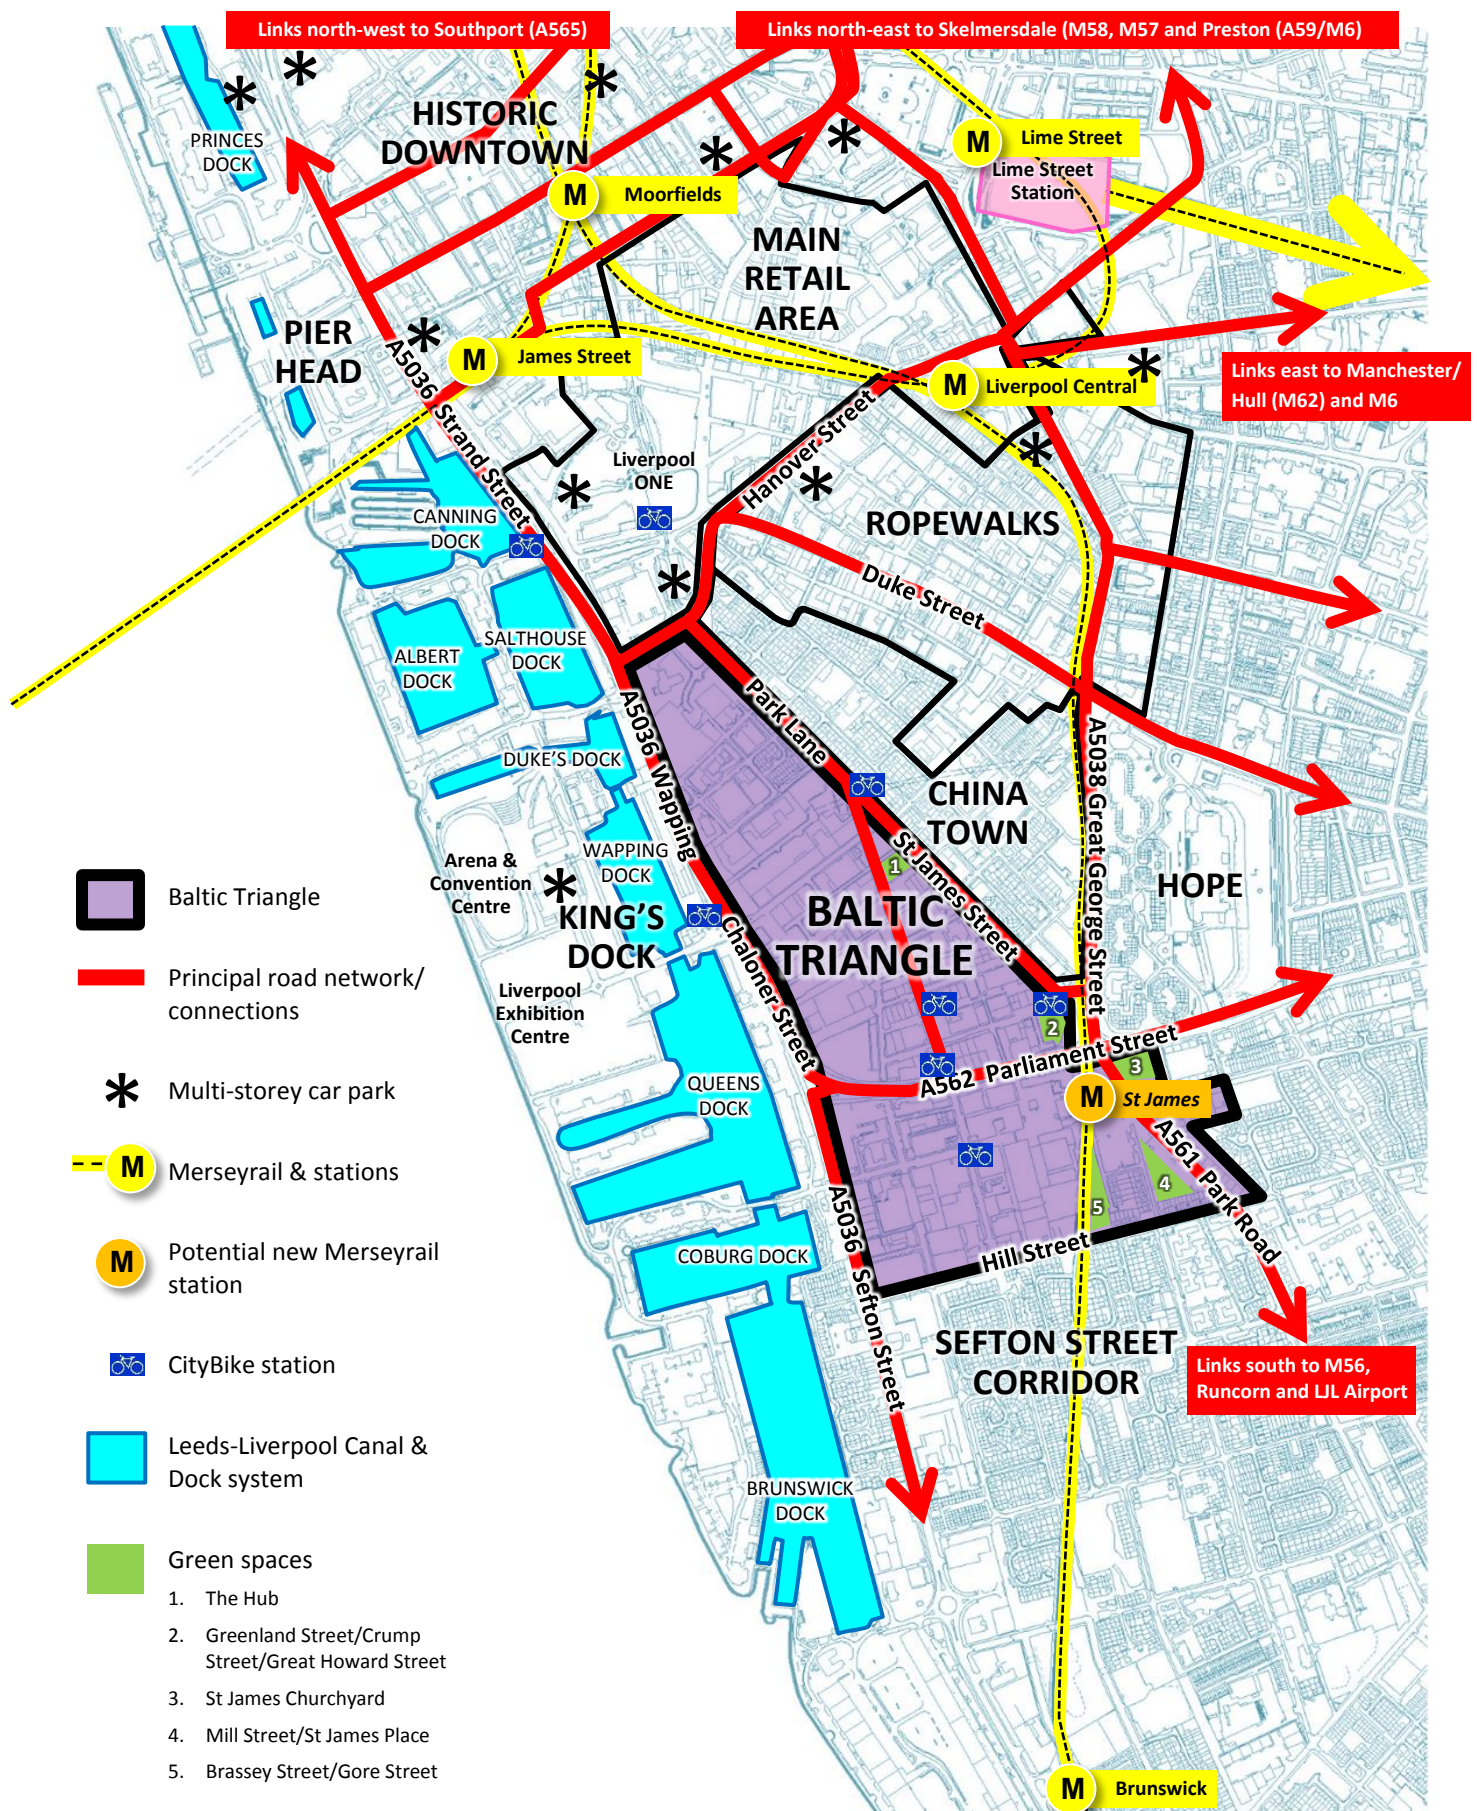 Links north-west to Southport (A565)
Links north-east to Skelmersdale (M58, M57 and Preston (A59/M6)
PRINCES
DOCK
HISTORIC
DOWNTOWN
M Lime Street
Lime Street
Station
M Moorfields
MAIN
RETAIL
AREA
PIER
HEAD
M James Street
M Liverpool Central
Links east to Manchester/
Hull (M62) and M6
A5036 Strand Street
Hanover Street
Liverpool
ONE
CANNING
DOCK
ROPEWALKS
Duke Street
ALBERT
DOCK
SALTHOUSE
DOCK
A5036 Wapping
Park Lane
DUKE'S DOCK
A5038 Great George Street
CHINA
TOWN
WAPPING
DOCK
Arena &
Convention
Centre
KING'S
DOCK
1
St James Street
HOPE
BALTIC
TRIANGLE
Chaloner Street
Liverpool
Exhibition
Centre
2
A562 Parliament Street
3
QUEENS
DOCK
M St James
A561 Park Road
4
5
A5036 Sefton Street
Hill Street
COBURG DOCK
SEFTON STREET
CORRIDOR
Links south to M56,
Runcorn and LJL Airport
BRUNSWICK
DOCK
M Brunswick
Baltic Triangle
Principal road network/
connections
Multi-storey car park
M Merseyrail & stations
M Potential new Merseyrail
station
CityBike station
Leeds-Liverpool Canal &
Dock system
Green spaces
1. The Hub
2. Greenland Street/Crump
Street/Great Howard Street
3. St James Churchyard
4. Mill Street/St James Place
5. Brassey Street/Gore Street